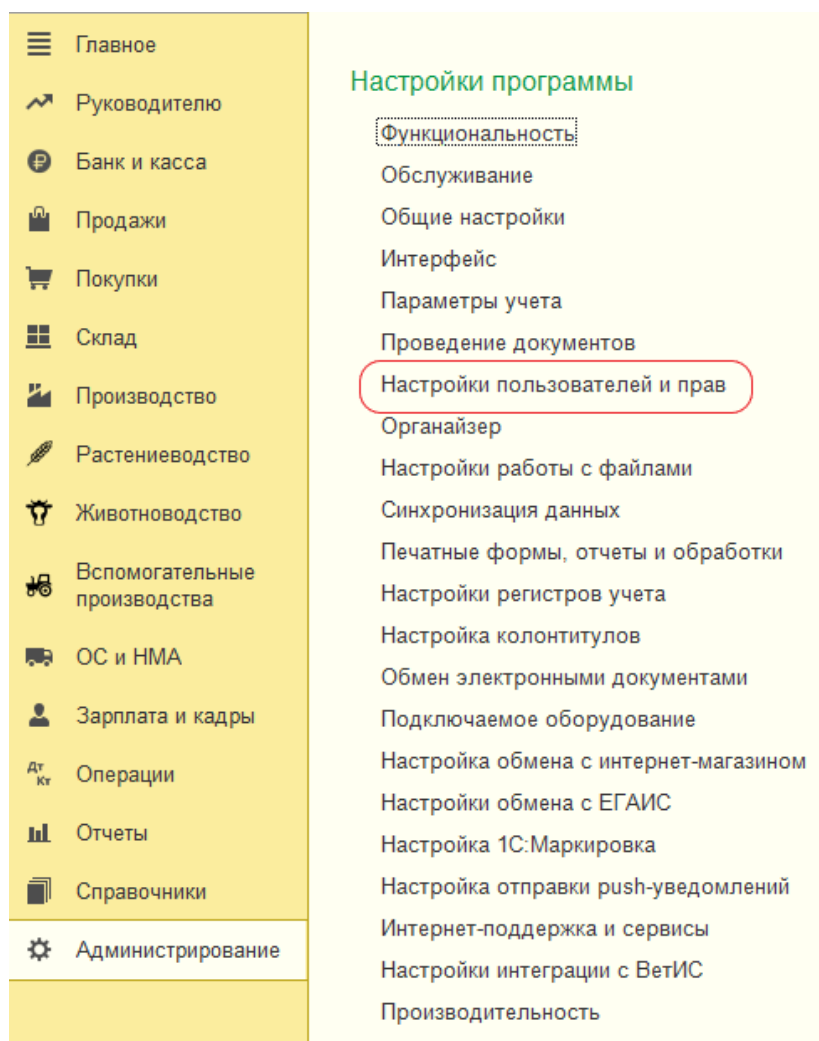 Главное
Руководителю
Банк и касса
Продажи
Покупки
Склад
Производство
Растениеводство
Животноводство
Вспомогательные
производства
ОС и НМА
Зарплата и кадры
Дт
Кт
Операции
Отчеты
Справочники
Администрирование
Настройки программы
Функциональность
Обслуживание
Общие настройки
Интерфейс
Параметры учета
Проведение документов
Настройки пользователей и прав
Органайзер
Настройки работы с файлами
Синхронизация данных
Печатные формы, отчеты и обработки
Настройки регистров учета
Настройка колонтитулов
Обмен электронными документами
Подключаемое оборудование
Настройка обмена с интернет-магазином
Настройки обмена с ЕГАИС
Настройка 1С:Маркировка
Настройка отправки push-уведомлений
Интернет-поддержка и сервисы
Настройки интеграции с ВетИС
Производительность